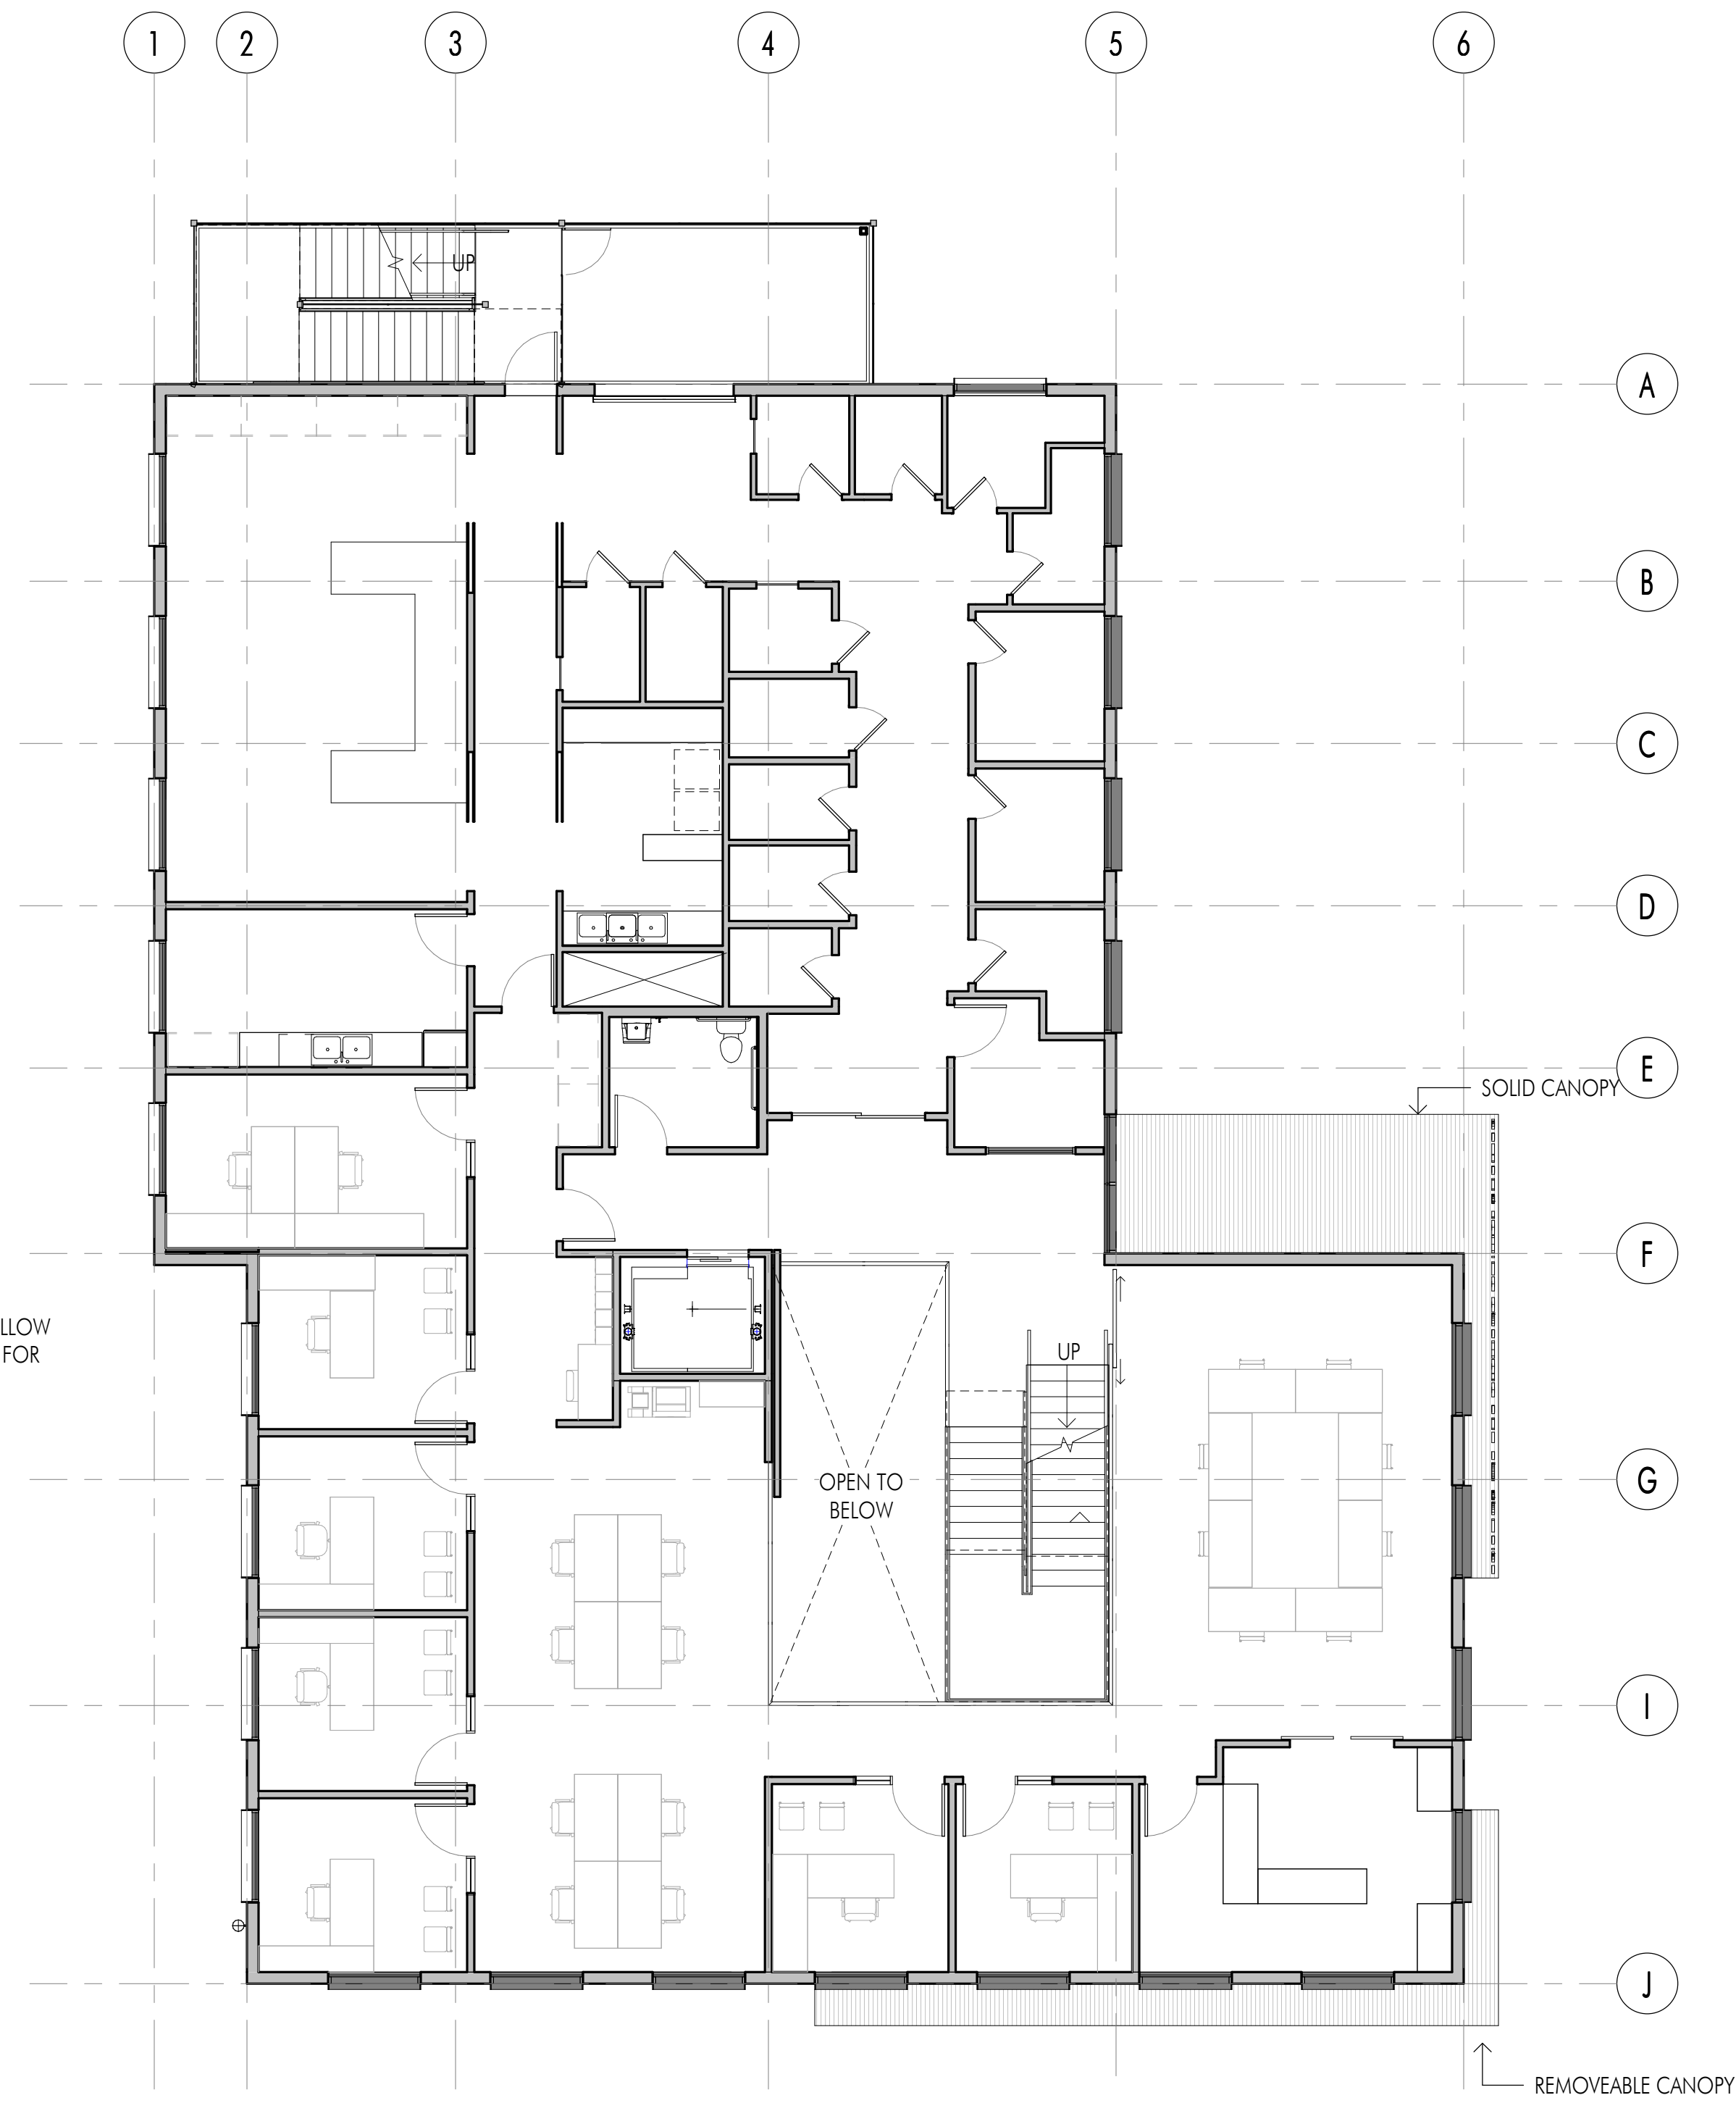 1 2 3 4 5 6
UP
A
B
C
D
E
SOLID CANOPY
F
LLOW
FOR
UP
G
OPEN TO
BELOW
I
J
REMOVEABLE CANOPY